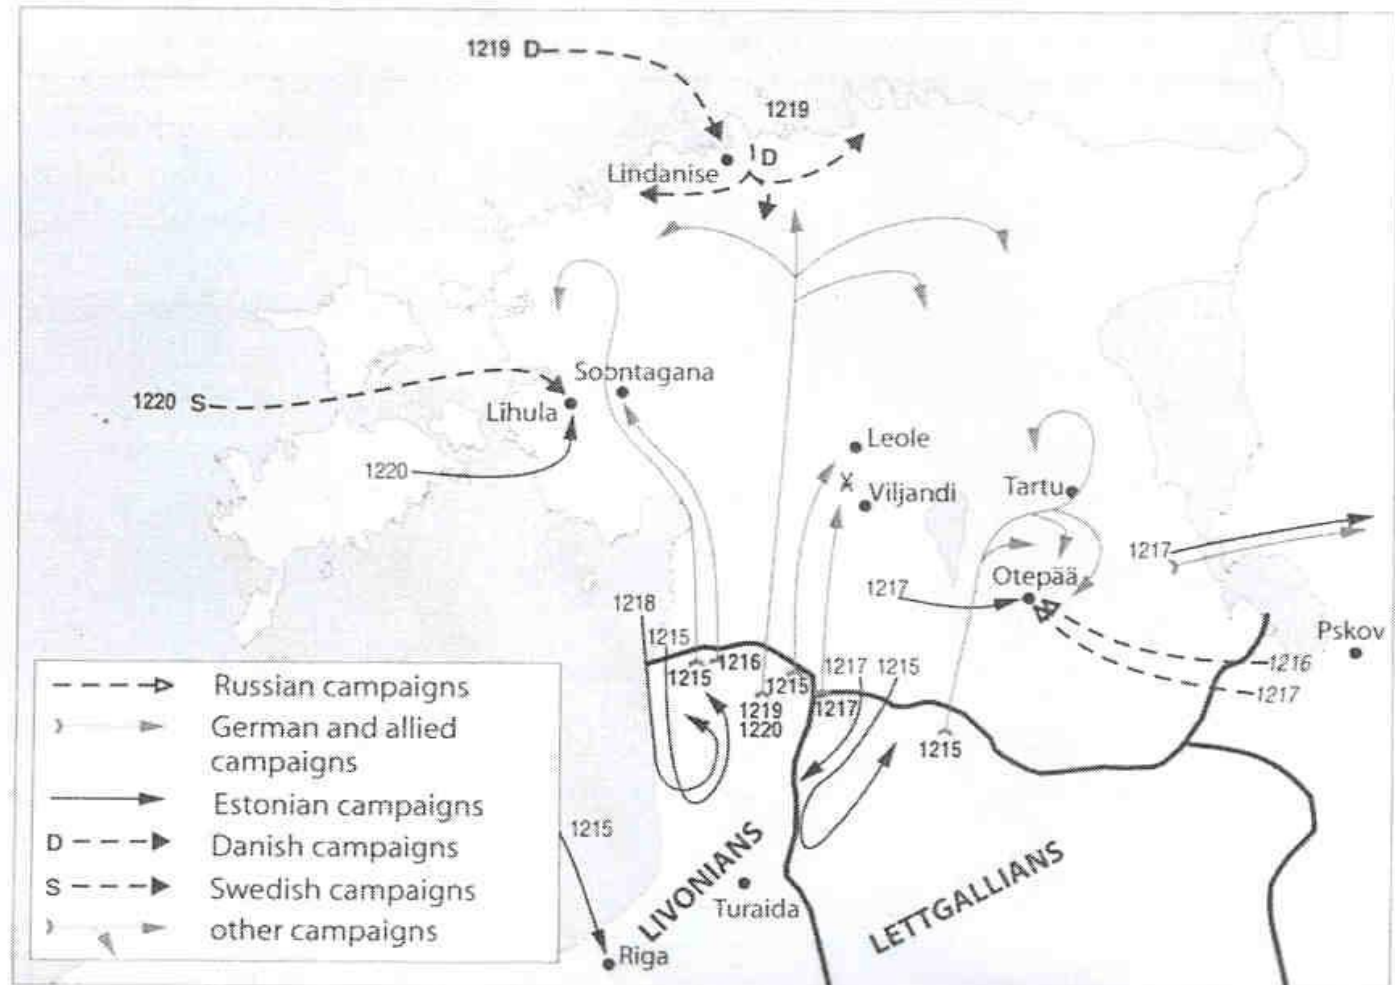 1219 D
1219
D
Lindanise
Soontagana
1220 S
Lihula
Leole
1220
X
Viljandi
Tartu
1217
Otepää
1217
1218
Pskov
1215
1216
1215
1217
1215
1216
1215
1217
1217
1219
1220
1215
Russian campaigns
German and allied
campaigns
Estonian campaigns
D Danish campaigns
S Swedish campaigns
other campaigns
1215
LIVONIANS
LETTGALLIANS
Turaida
Riga